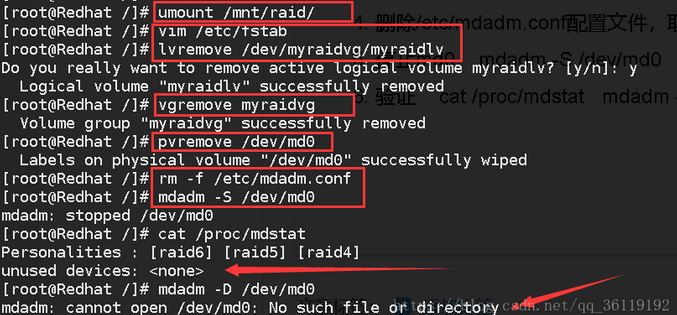 [root@Redhat /]# umount /mnt/raid/
[root@Redhat /]# vim /etc/fstab
4. 删除/etc/mdadm.conf配置文件，取
[root@Redhat /]# lvremove /dev/myraidvg/myraidlv
mdadm -S /dev/md0
Do you really want to remove active logical volume myraidlv? [y/n]: y
Logical volume "myraidlv" successfully removed
验证 cat /proc/mdstat mdadm -
[root@Redhat /]# vgremove myraidvg
Volume group "myraidvg" successfully removed
[root@Redhat /]# pvremove /dev/md0
Labels on physical volume "/dev/md0" successfully wiped
[root@Redhat /]# rm -f /etc/mdadm.conf
[root@Redhat /]# mdadm -S /dev/md0
mdadm: stopped /dev/md0
[root@Redhat /]# cat /proc/mdstat
Personalities : [raid6] [raid5] [raid4]
unused devices: <none>
[root@Redhat /]# mdadm -D /dev/md0
mdadm: cannot open /dev/md0: No such file or directory
csdn.net/qq_36119192